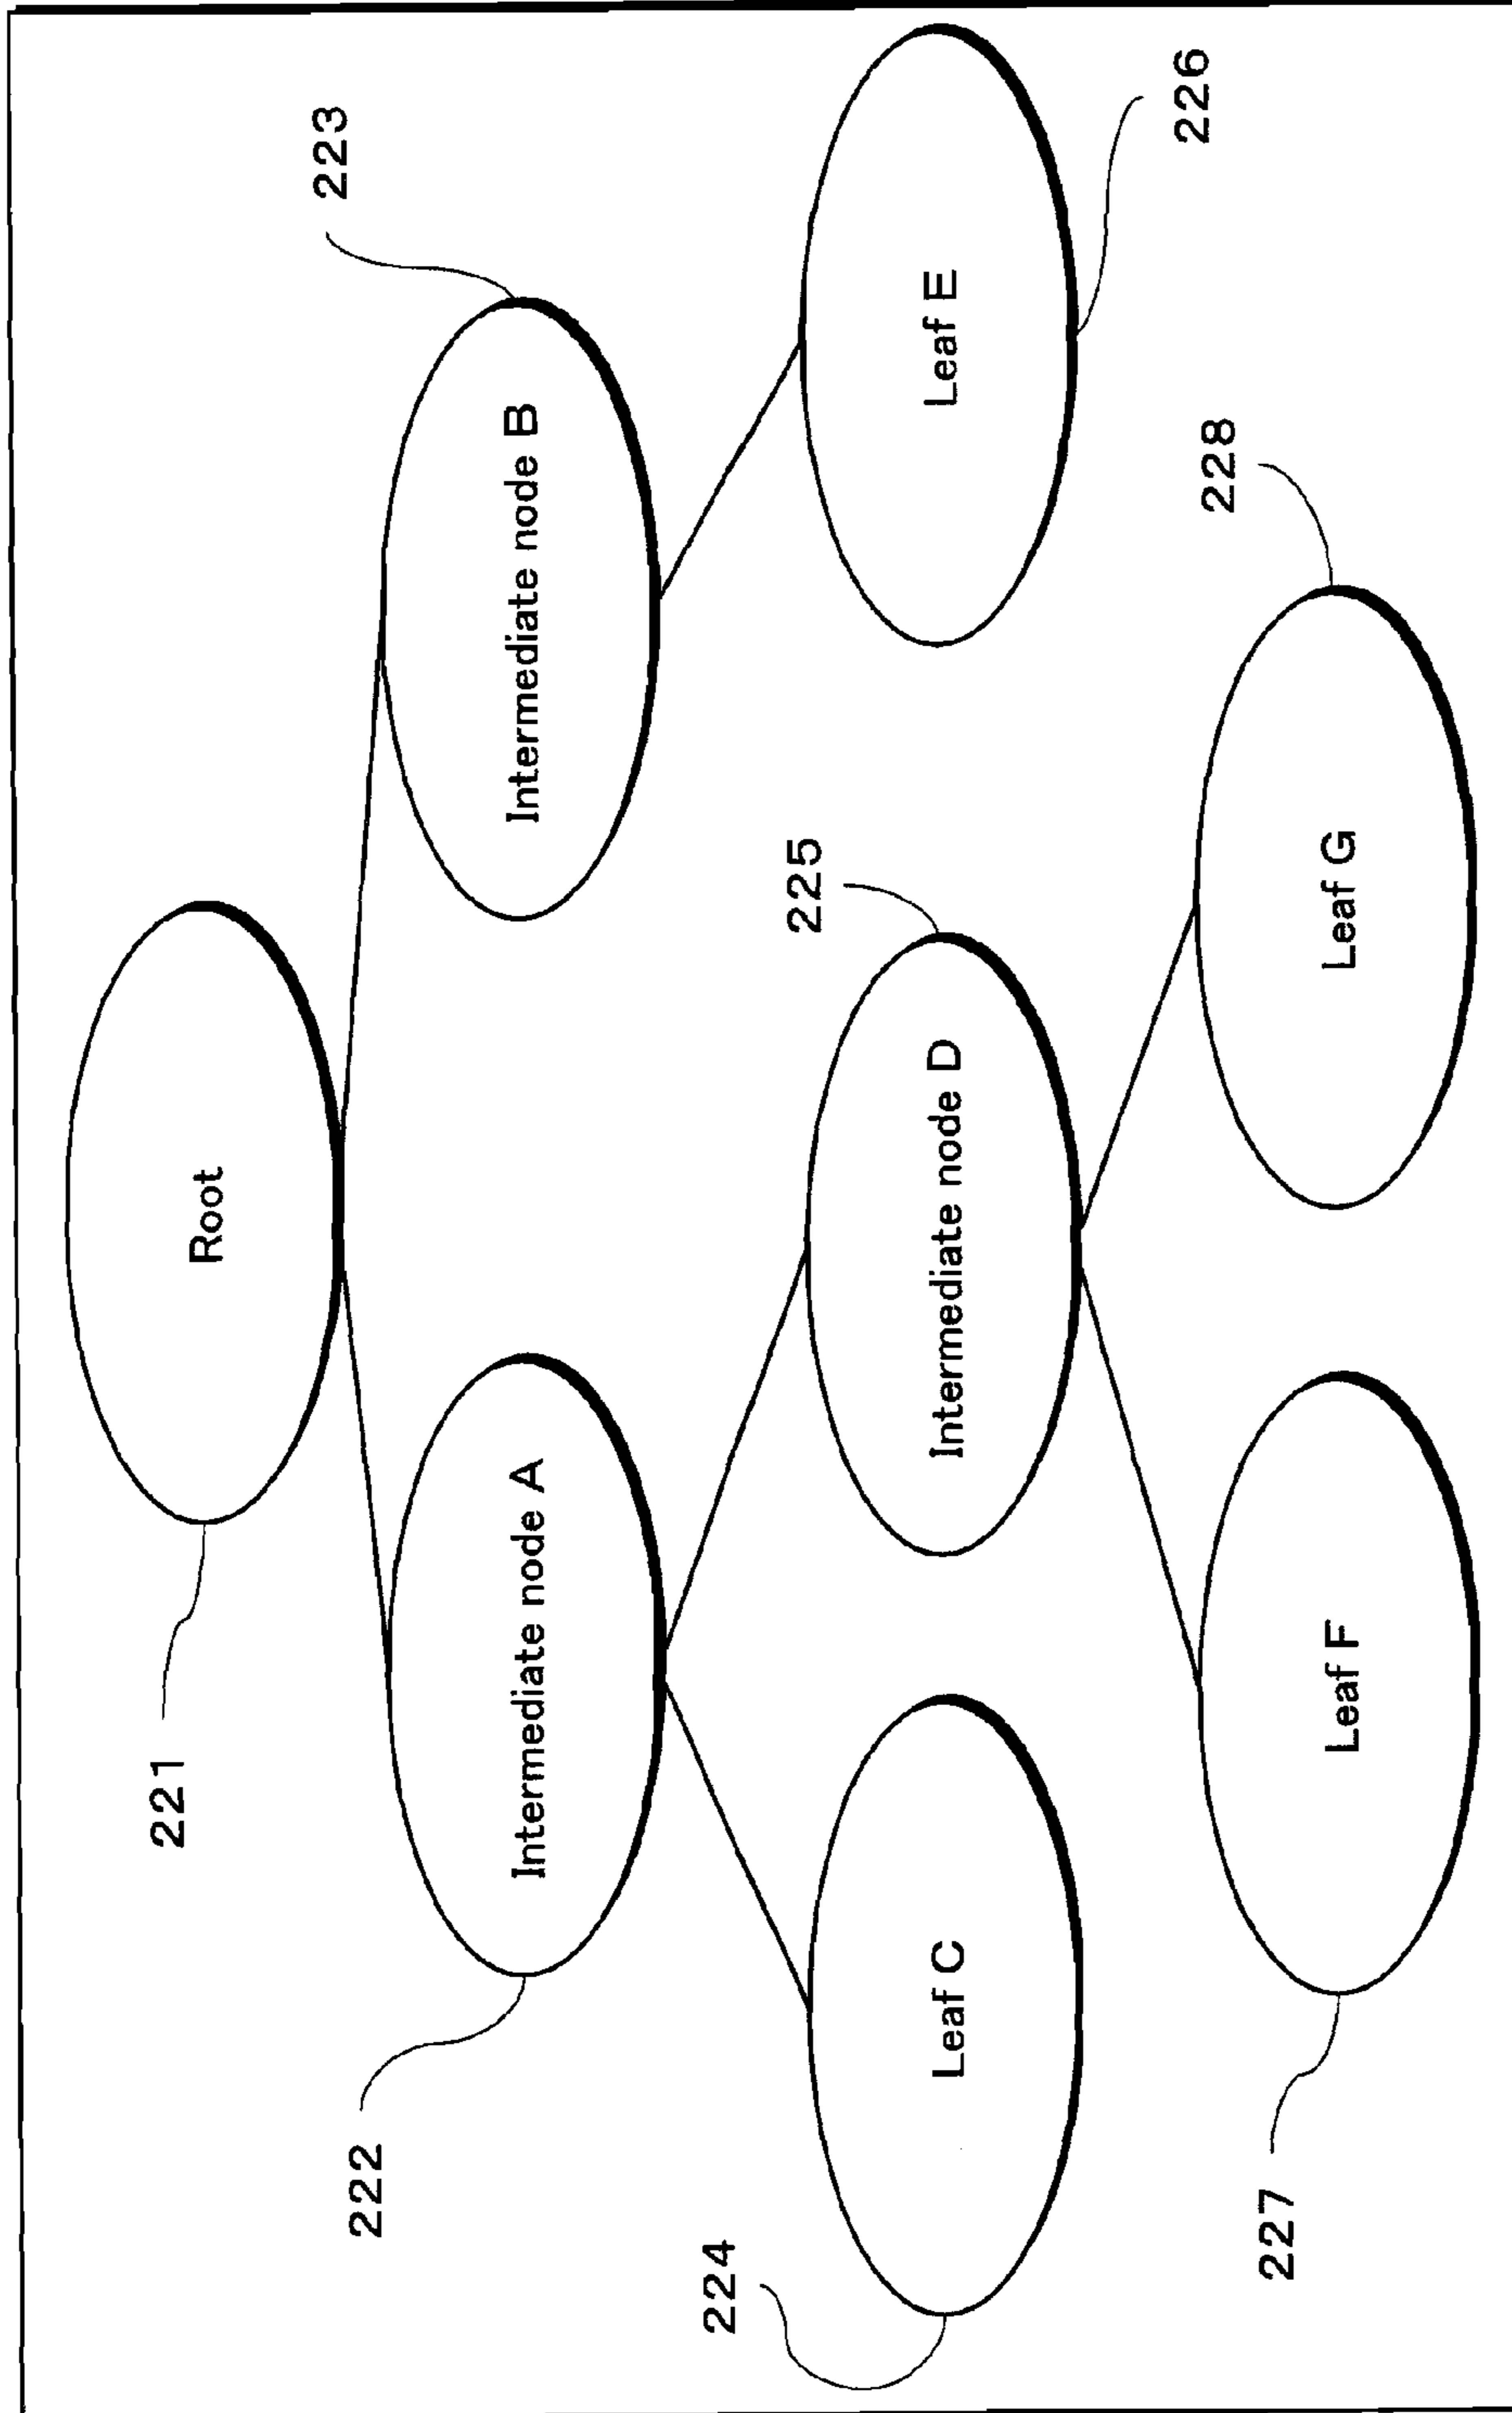 221
Root
222
Intermediate node A
Intermediate node B
223
224
Leaf C
Intermediate node D
225
Leaf E
226
227
Leaf F
Leaf G
228